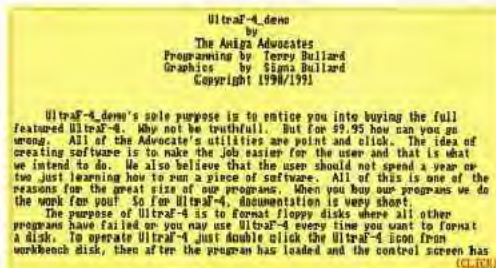 UltraF-4_demo
by
The Amiga Advocates
Programming by Terry Bullard
Graphics by Signa Bullard
Copyright 1990/1991
UltraF-4_demo's sole purpose is to entice you into buying the full
featured UltraF-4. Why not be truthfull. But for $9.95 how can you go
wrong. All of the Advocate's utilities are point and click. The idea of
creating software is to make the job easier for the user and that is what
we intend to do. We also believe that the user should not spend a year or
two just learning how to run a piece of software. All of this is one of the
reasons for the great size of our programs. When you buy our programs we do
the work for you! So for UltraF-4, documentation is very short.
The purpose of UltraF-4 is to format floppy disks where all other
programs have failed or you may use UltraF-4 every time you want to format
a disk. To operate UltraF-4 just double click the UltraF-4 icon from
workbench disk, then after the program has loaded and the control screen has
[CLICK]